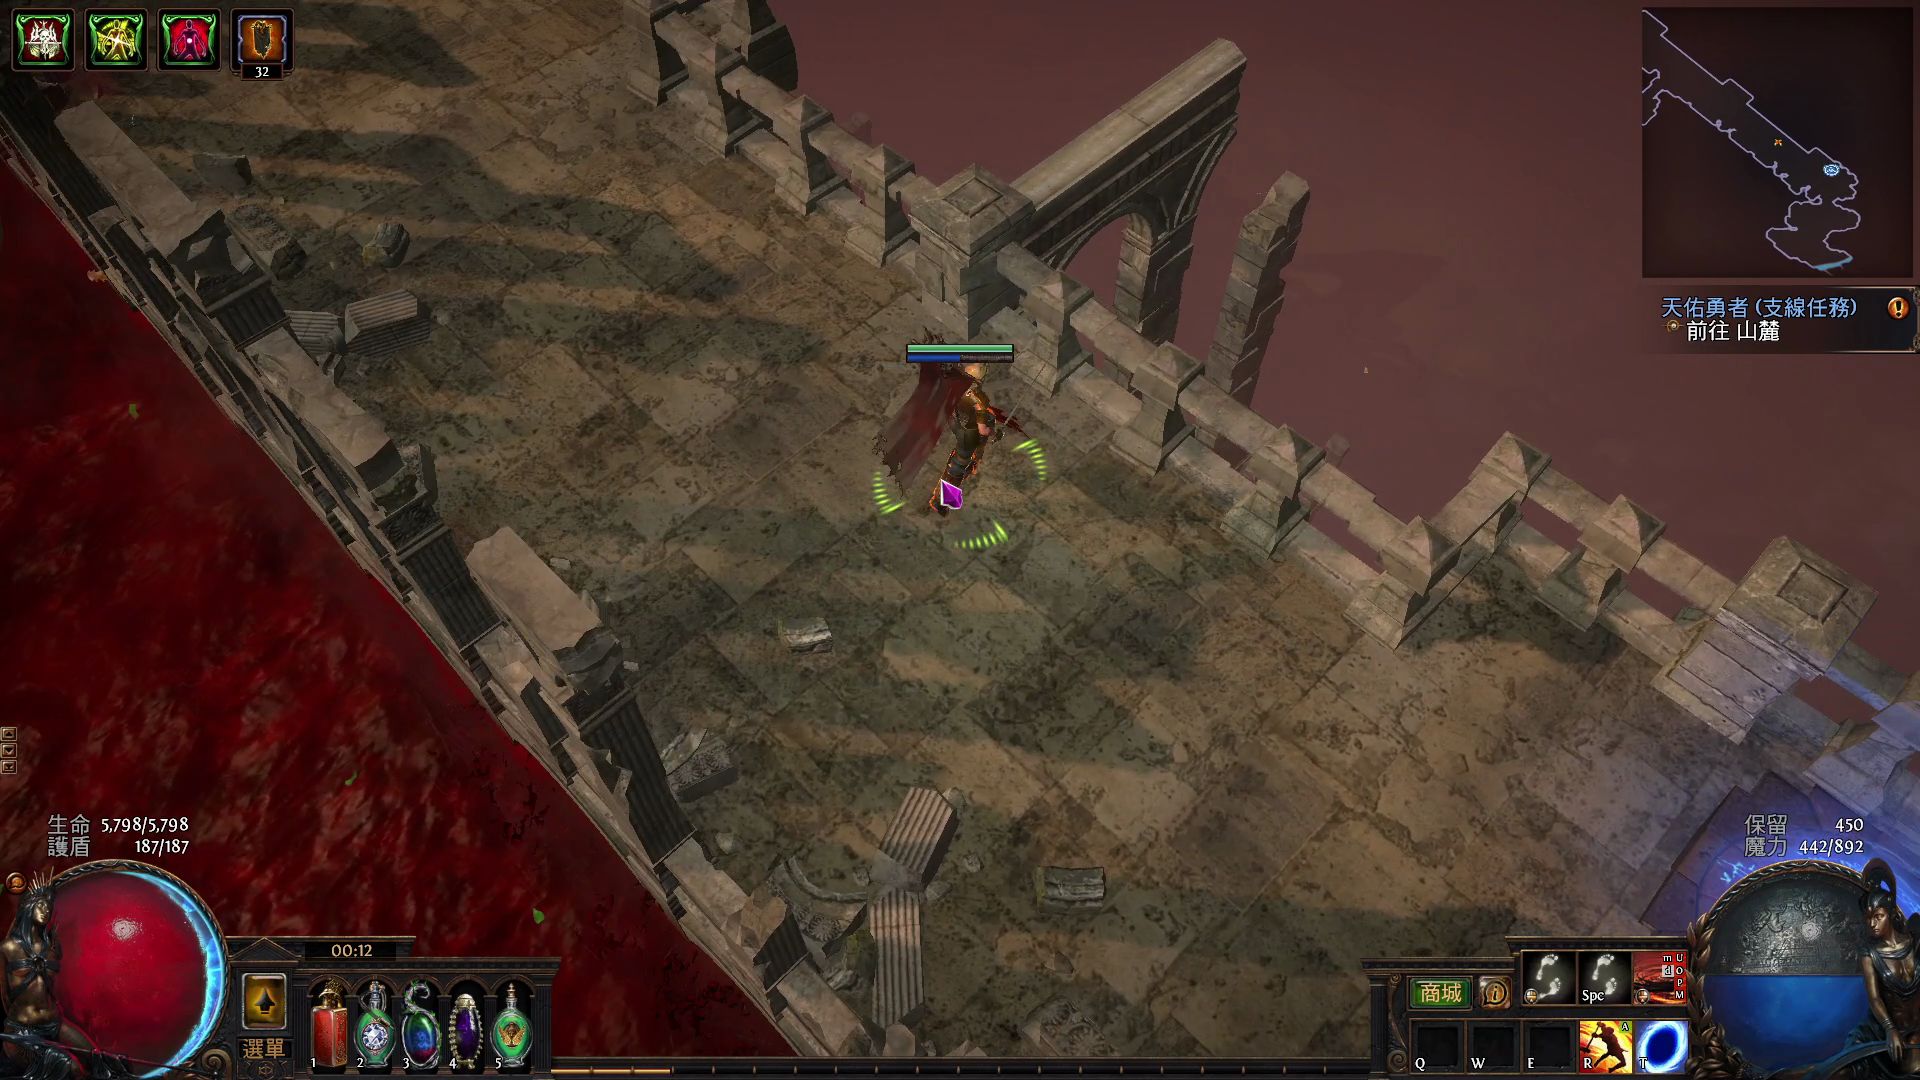 32
天佑勇者 (支線任務)
前往 山麓
生命 5,798/5,798
護盾 187/187
保留 450
魔力 442/892
00:12
選單
1 2 3 4 5
商城
Spc
Q W E R T
A